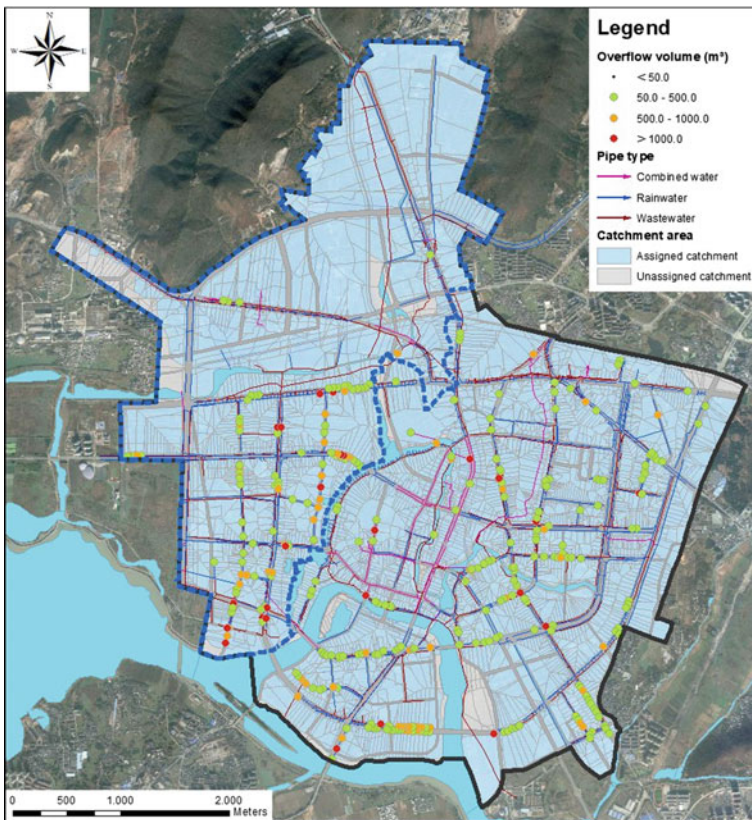 N
W
E
S
Legend
Overflow volume (m³)
< 50.0
50.0 - 500.0
500.0 - 1000.0
> 1000.0
Pipe type
Combined water
Rainwater
Wastewater
Catchment area
Assigned catchment
Unassigned catchment
0 500 1.000 2.000
Meters